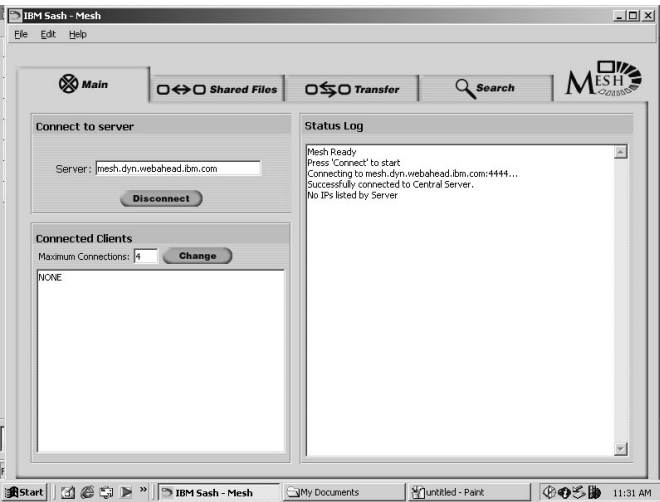 IBM Sash - Mesh
File Edit Help
Main
Shared Files
Transfer
Search
MESH
Connect to server
Server: mesh.dyn.webahead.ibm.com
Disconnect
Connected Clients
Maximum Connections: 4 Change
NONE
Status Log
Mesh Ready
Press 'Connect' to start
Connecting to mesh.dyn.webahead.ibm.com:4444...
Successfully connected to Central Server.
No IPs listed by Server
Start » IBM Sash - Mesh My Documents untitled - Paint 11:31 AM